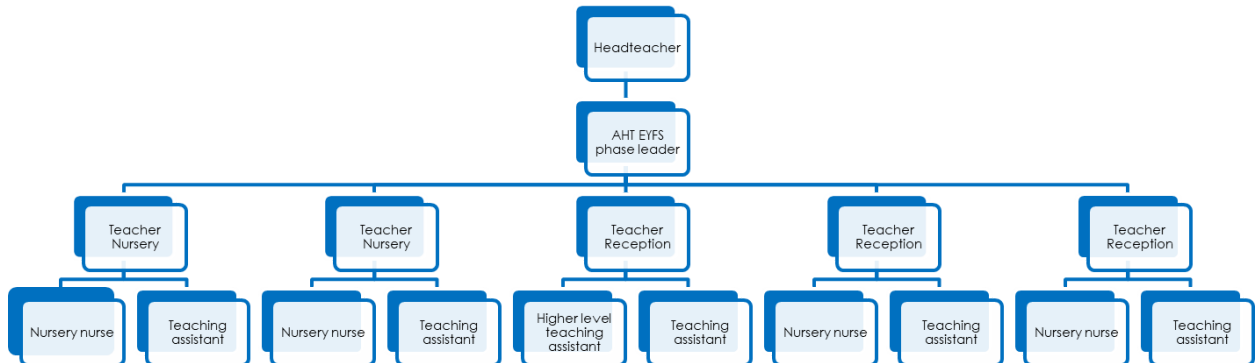 Headteacher
AHT EYFS
phase leader
Teacher
Nursery
Teacher
Nursery
Teacher
Reception
Teacher
Reception
Teacher
Reception
Nursery nurse
Teaching
assistant
Nursery nurse
Teaching
assistant
Higher level
teaching
assistant
Teaching
assistant
Nursery nurse
Teaching
assistant
Nursery nurse
Teaching
assistant